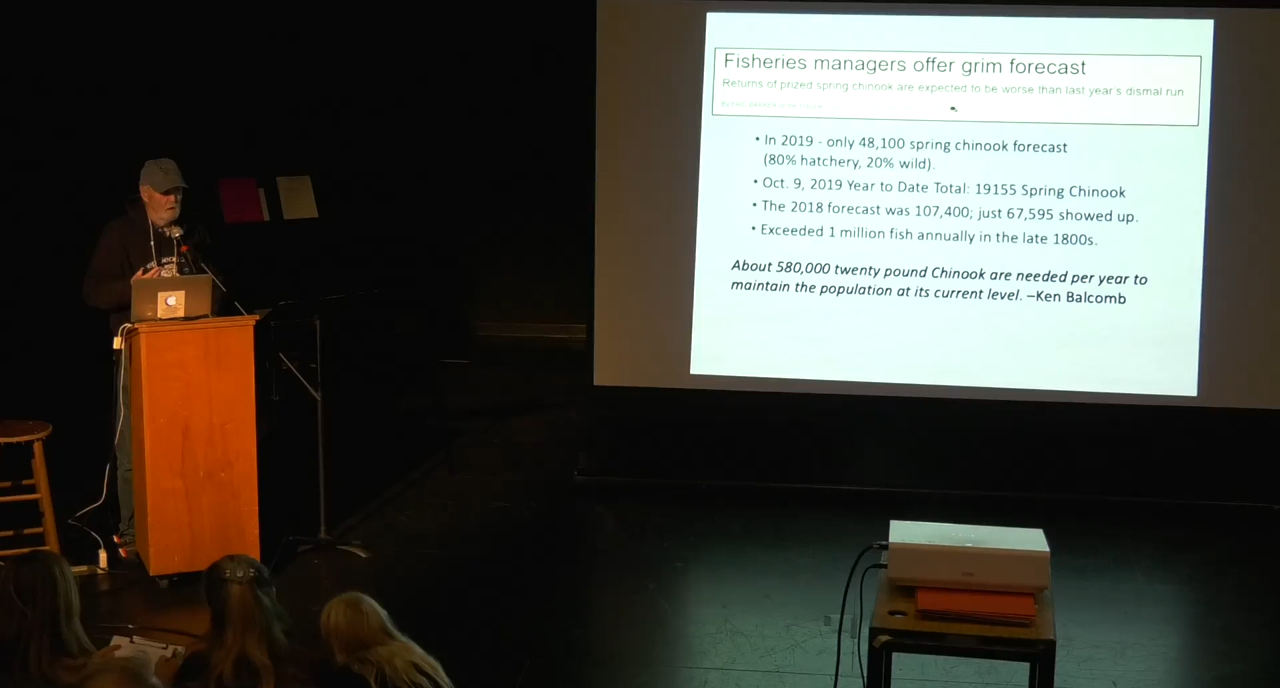 Fisheries managers offer grim forecast
Returns of prized spring chinook are expected to be worse than last year's dismal run
• In 2019 - only 48,100 spring chinook forecast
(80% hatchery, 20% wild).
• Oct. 9, 2019 Year to Date Total: 19155 Spring Chinook
• The 2018 forecast was 107,400; just 67,595 showed up.
• Exceeded 1 million fish annually in the late 1800s.
About 580,000 twenty pound Chinook are needed per year to
maintain the population at its current level. –Ken Balcomb